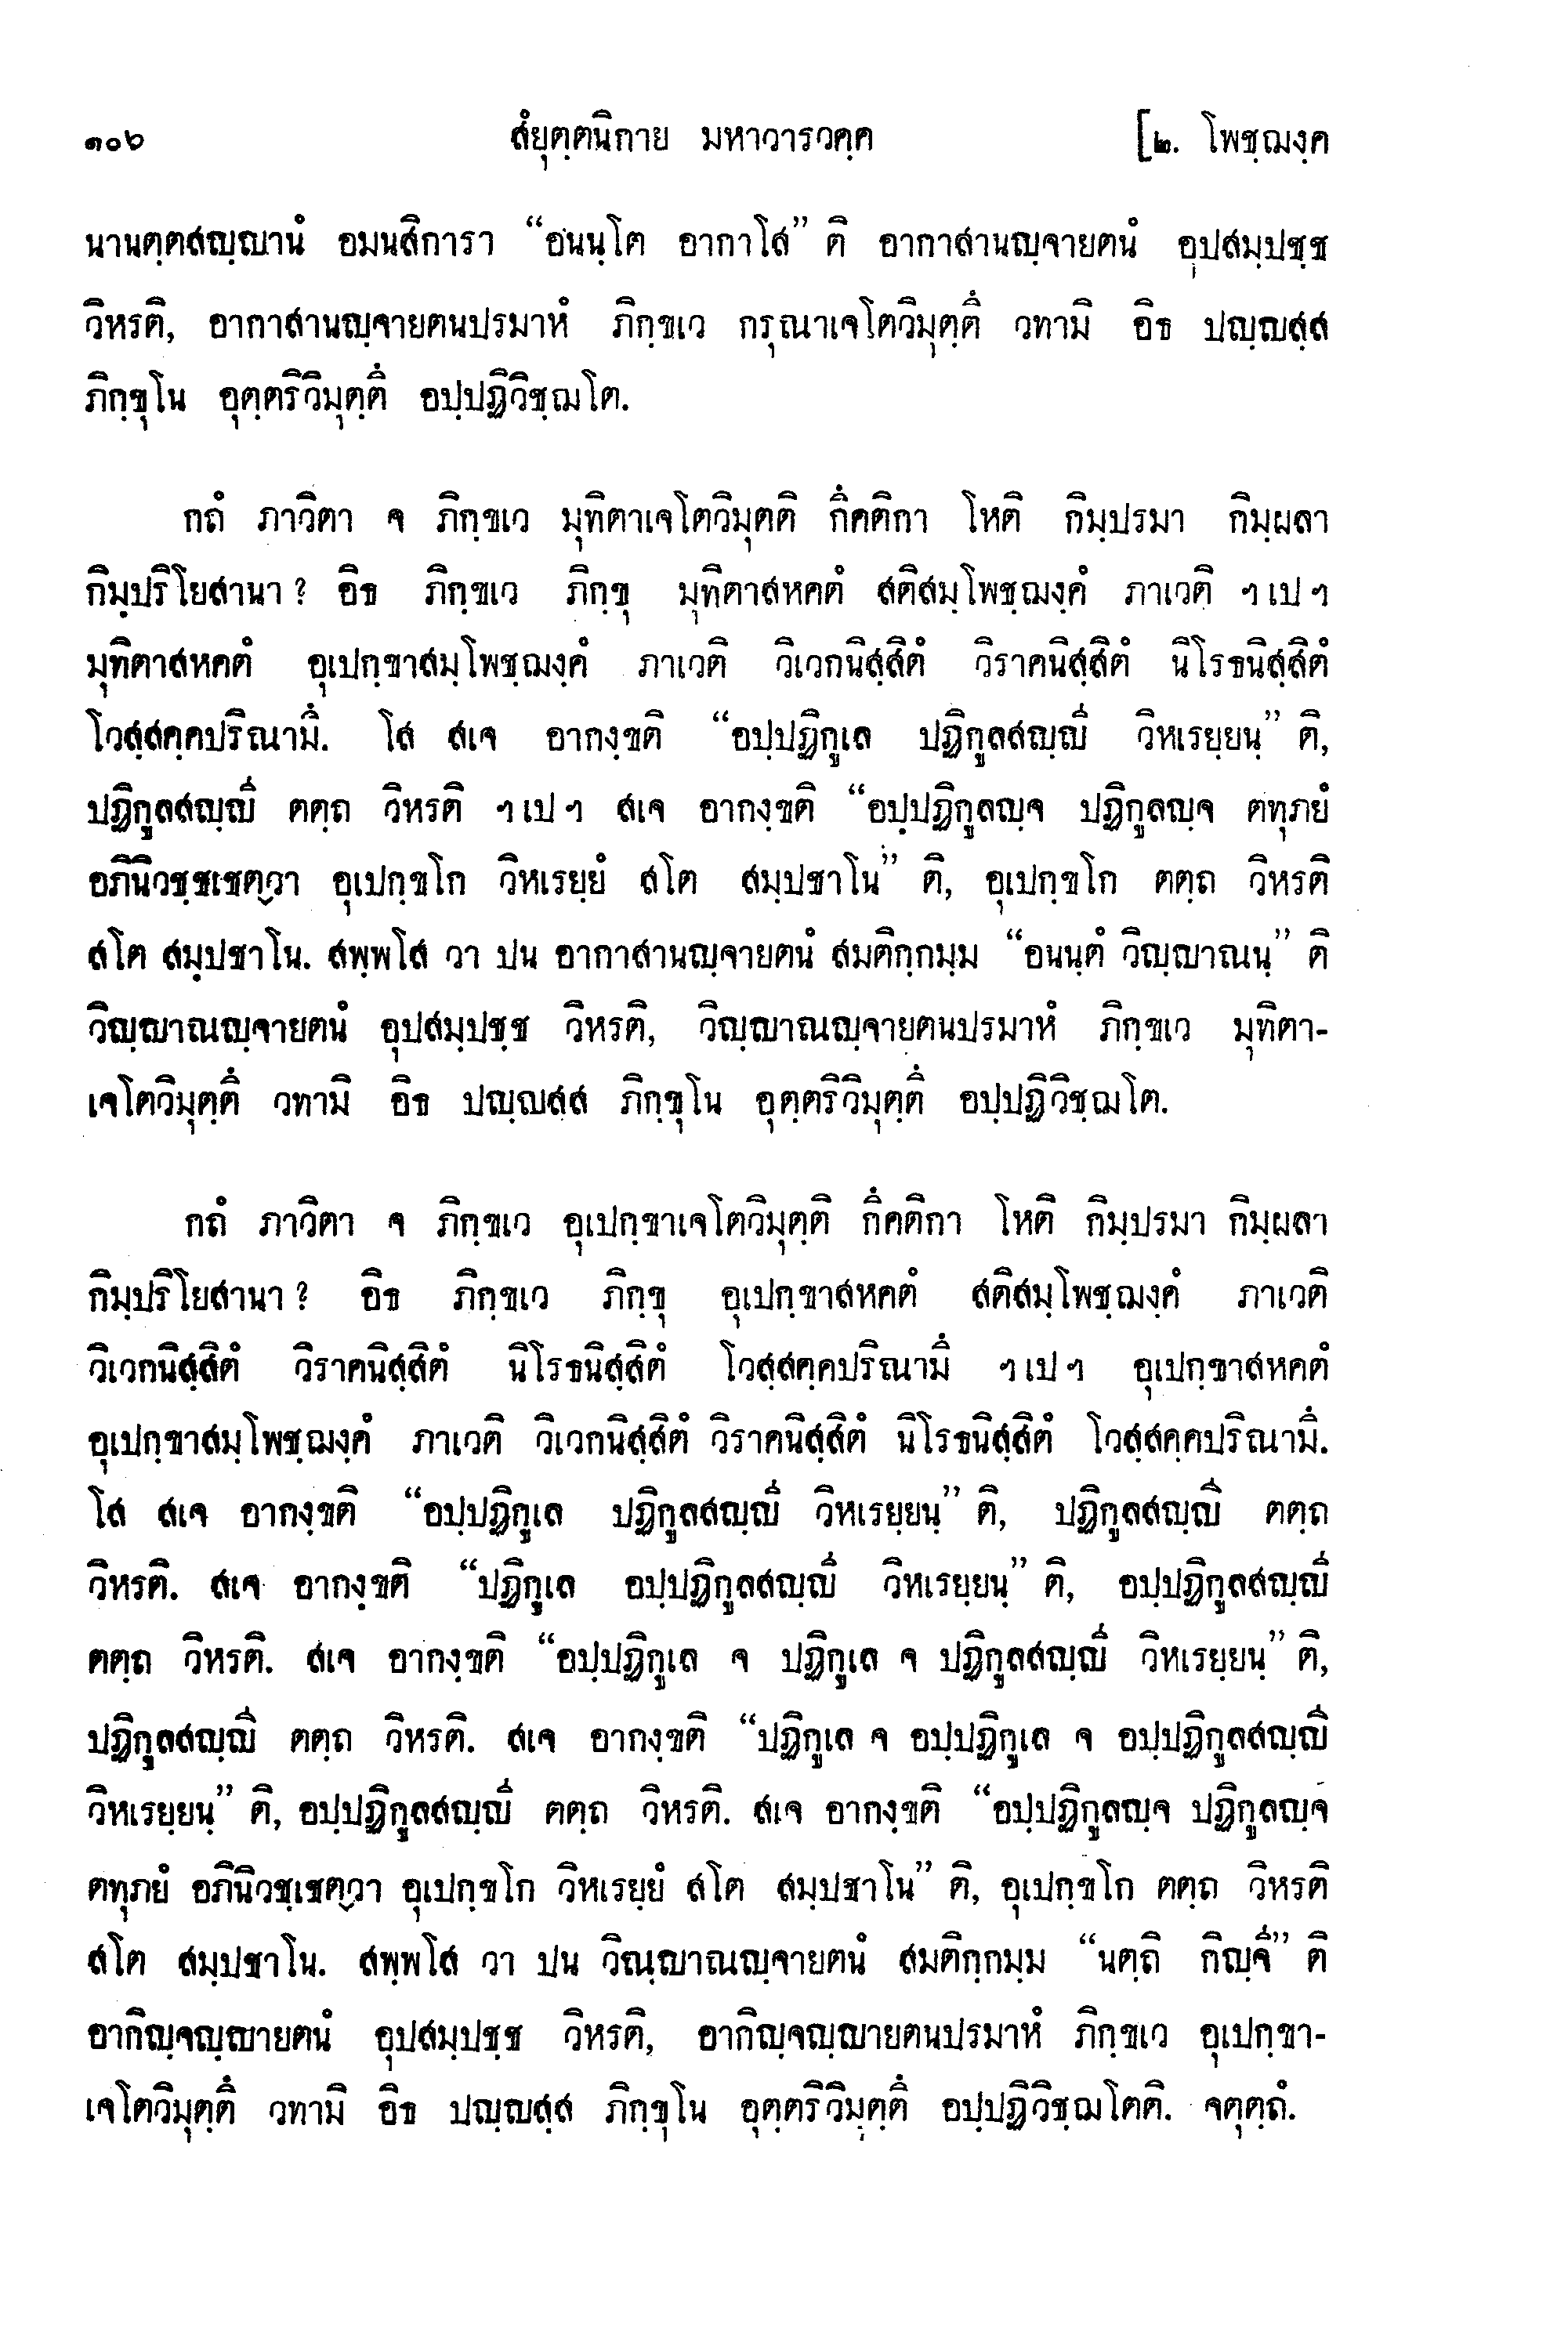 ๑๐๖ สํยุตฺตนิกาย มหาวารวคฺค [๒. โพชฺฌงฺค
นานตฺตสญฺญานํ อมนสิการา “อนนฺโต อากาโส” ติ อากาสานญฺจายตนํ อุปสมฺปชฺช
วิหรติ, อากาสานญฺจายตนปรมาหํ ภิกฺขเว กรุณาเจโตวิมุตฺตึ วทามิ อิธ ปญฺญสฺส
ภิกฺขุโน อุตฺตริวิมุตฺตึ อปฺปฏิวิชฺฌโต.
กถํ ภาวิตา จ ภิกฺขเว มุทิตาเจโตวิมุตติ กึคติกา โหติ กิมฺปรมา กิมฺผลา
กิมฺปริโยสานา ? อิธ ภิกฺขเว ภิกฺขุ มุทิตาสหคตํ สติสมฺโพชฺฌงฺคํ ภาเวติ ฯ เป ฯ
มุทิตาสหคตํ อุเปกฺขาสมฺโพชฺฌงฺคํ ภาเวติ วิเวกนิสฺสิตํ วิราคนิสฺสิตํ นิโรธนิสฺสิตํ
โวสฺสคฺคปริณามึ. โส สเจ อากงฺขติ “อปฺปฏิกูเล ปฏิกูลสญฺญี วิหเรยฺยนฺ” ติ,
ปฏิกูลสญฺญี ตตฺถ วิหรติ ฯ เป ฯ สเจ อากงฺขติ “อปฺปฏิกูลญฺจ ปฏิกูลญฺจ ตทุภยํ
อภินิวชฺชเชตฺวา อุเปกฺขโก วิหเรยฺยํ สโต สมฺปชาโน” ติ, อุเปกฺขโก ตตฺถ วิหรติ
สโต สมฺปชาโน. สพฺพโส วา ปน อากาสานญฺจายตนํ สมติกฺกมฺม “อนนฺตํ วิญฺญาณนฺ” ติ
วิญฺญาณญฺจายตนํ อุปสมฺปชฺช วิหรติ, วิญฺญาณญฺจายตนปรมาหํ ภิกฺขเว มุทิตา-
เจโตวิมุตฺตึ วทามิ อิธ ปญฺญสฺส ภิกฺขุโน อุตฺตริวิมุตฺตึ อปฺปฏิวิชฺฌโต.
กถํ ภาวิตา จ ภิกฺขเว อุเปกฺขาเจโตวิมุตฺติ กึคติกา โหติ กิมฺปรมา กิมฺผลา
กิมฺปริโยสานา ? อิธ ภิกฺขเว ภิกฺขุ อุเปกฺขาสหคตํ สติสมฺโพชฺฌงฺคํ ภาเวติ
วิเวกนิสฺสิตํ วิราคนิสฺสิตํ นิโรธนิสฺสิตํ โวสฺสคฺคปริณามึ ฯ เป ฯ อุเปกฺขาสหคตํ
อุเปกฺขาสมฺโพชฺฌงฺคํ ภาเวติ วิเวกนิสฺสิตํ วิราคนิสฺสิตํ นิโรธนิสฺสิตํ โวสฺสคฺคปริณามึ.
โส สเจ อากงฺขติ “อปฺปฏิกูเล ปฏิกูลสญฺญี วิหเรยฺยนฺ” ติ, ปฏิกูลสญฺญี ตตฺถ
วิหรติ. สเจ อากงฺขติ “ปฏิกูเล อปฺปฏิกูลสญฺญี วิหเรยฺยนฺ” ติ, อปฺปฏิกูลสญฺญี
ตตฺถ วิหรติ. สเจ อากงฺขติ “อปฺปฏิกูเล จ ปฏิกูเล จ ปฏิกูลสญฺญี วิหเรยฺยนฺ” ติ,
ปฏิกูลสญฺญี ตตฺถ วิหรติ. สเจ อากงฺขติ “ปฏิกูเล จ อปฺปฏิกูเล จ อปฺปฏิกูลสญฺญี
วิหเรยฺยนฺ” ติ, อปฺปฏิกูลสญฺญี ตตฺถ วิหรติ. สเจ อากงฺขติ “อปฺปฏิกูลญฺจ ปฏิกูลญฺจ
ตทุภยํ อภินิวชฺเชตฺวา อุเปกฺขโก วิหเรยฺยํ สโต สมฺปชาโน” ติ, อุเปกฺขโก ตตฺถ วิหรติ
สโต สมฺปชาโน. สพฺพโส วา ปน วิณฺญาณญฺจายตนํ สมติกฺกมฺม “นตฺถิ กิญฺจิ” ติ
อากิญฺจญฺญายตนํ อุปสมฺปชฺช วิหรติ, อากิญฺจญฺญายตนปรมาหํ ภิกฺขเว อุเปกฺขา-
เจโตวิมุตฺตึ วทามิ อิธ ปญฺญสฺส ภิกฺขุโน อุตฺตริวิมุตฺตึ อปฺปฏิวิชฺฌโตติ. จตุตฺถํ.